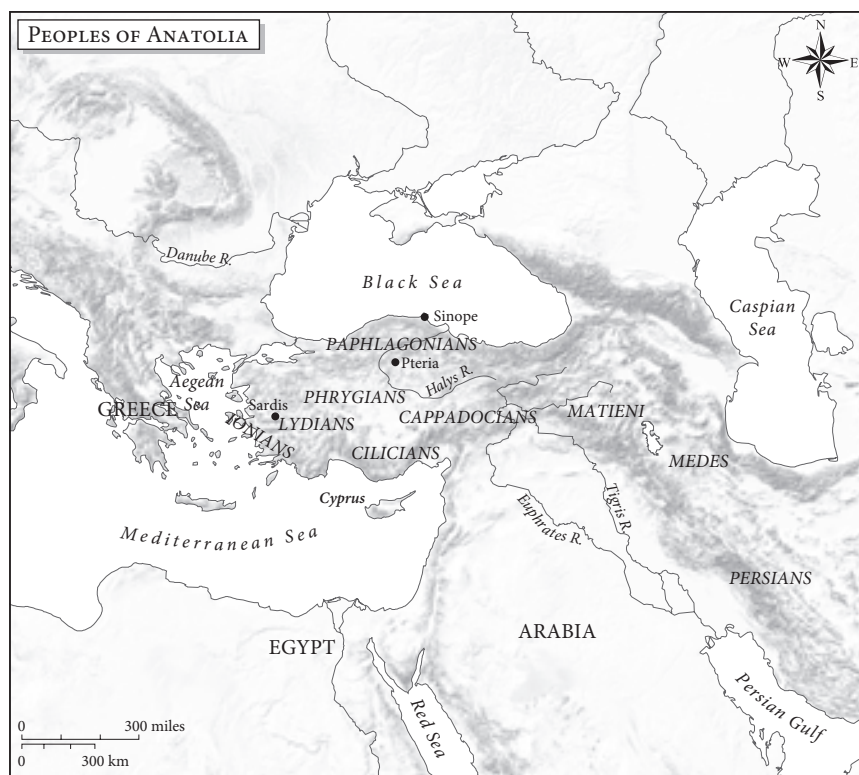 PEOPLES OF ANATOLIA
N
W E
S
Danube R.
Black Sea
Caspian
Sea
Sinope
PAPHLAGONIANS
Pteria
Halys R.
Aegean
Sea
GREECE
Sardis
IONIANS
LYDIANS
PHRYGIANS
CAPPADOCIANS
MATIENI
CILICIANS
MEDES
Cyprus
Euphrates R.
Tigris R.
Mediterranean Sea
PERSIANS
EGYPT
ARABIA
Red Sea
Persian Gulf
0 300 miles
0 300 km